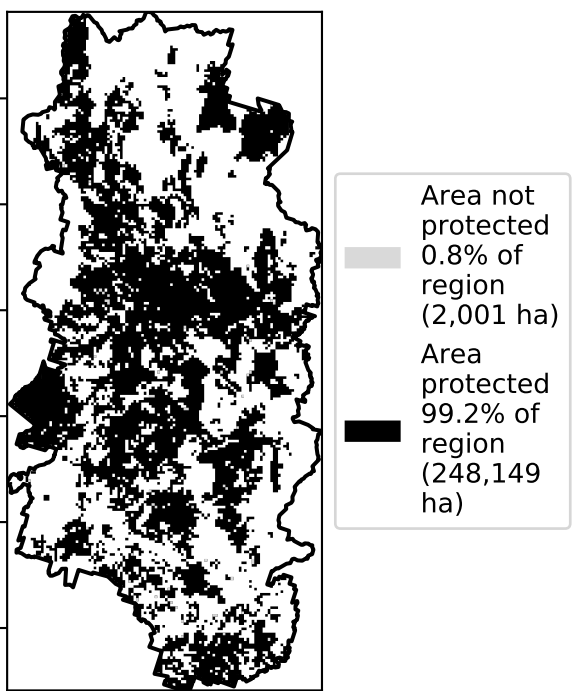 Area not
protected
0.8% of
region
(2,001 ha)
Area
protected
99.2% of
region
(248,149
ha)